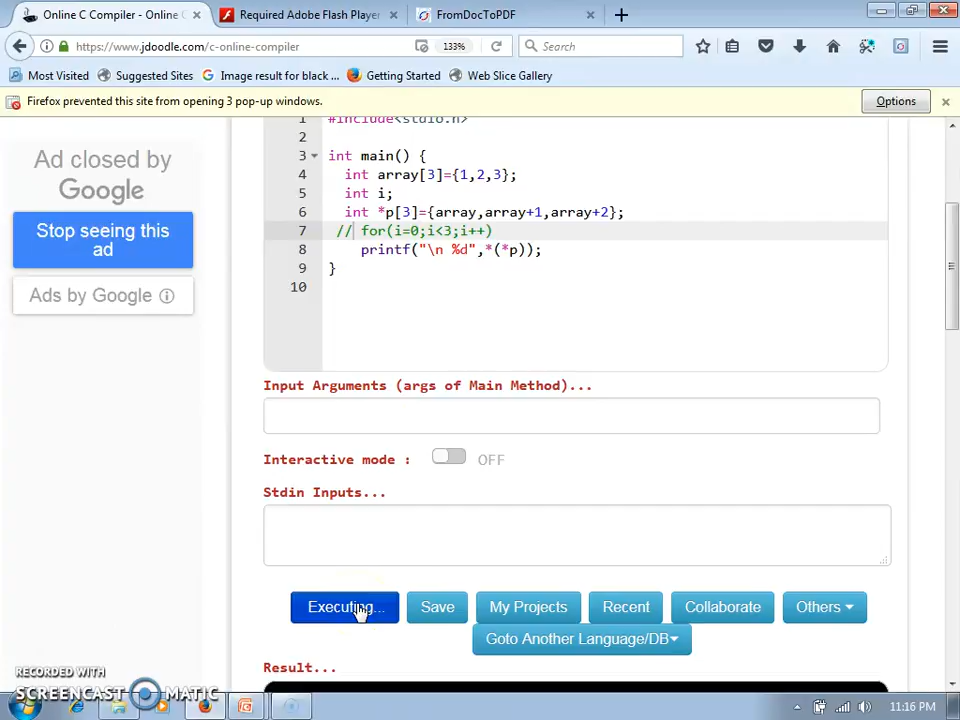 Online C Compiler - Online
Required Adobe Flash Player
FromDocToPDF
https://www.jdoodle.com/c-online-compiler
133%
Search
Most Visited
Suggested Sites
Image result for black ...
Getting Started
Web Slice Gallery
Firefox prevented this site from opening 3 pop-up windows.
Options
Ad closed by
Google
Stop seeing this
ad
Ads by Google
1 #include<stdio.h>
2
3 int main() {
4 int array[3]={1,2,3};
5 int i;
6 int *p[3]={array,array+1,array+2};
7 // for(i=0;i<3;i++)
8 printf("\n %d",*(*p));
9 }
10
Input Arguments (args of Main Method)...
Interactive mode : OFF
Stdin Inputs...
Executing...
Save
My Projects
Recent
Collaborate
Others
Goto Another Language/DB
Result...
RECORDED WITH
SCREENCAST MATIC
11:16 PM